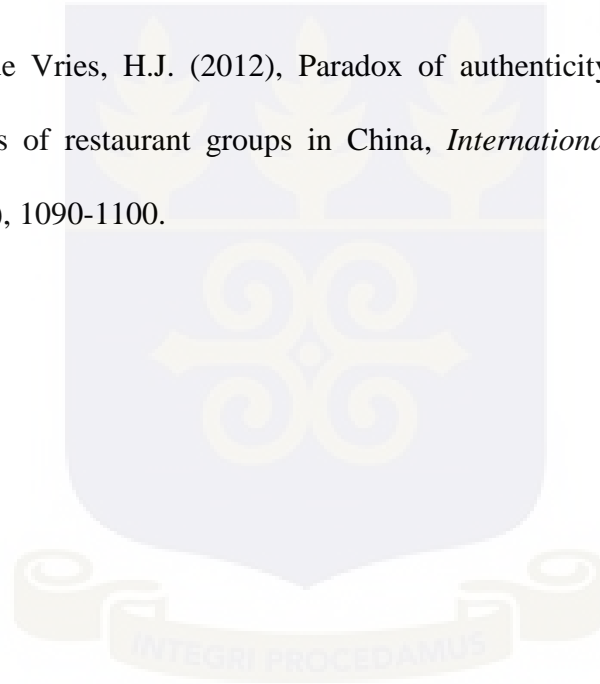 e Vries, H.J. (2012), Paradox of authenticity
s of restaurant groups in China, Internationa
), 1090-1100.
INTEGRI PROCEDAMUS